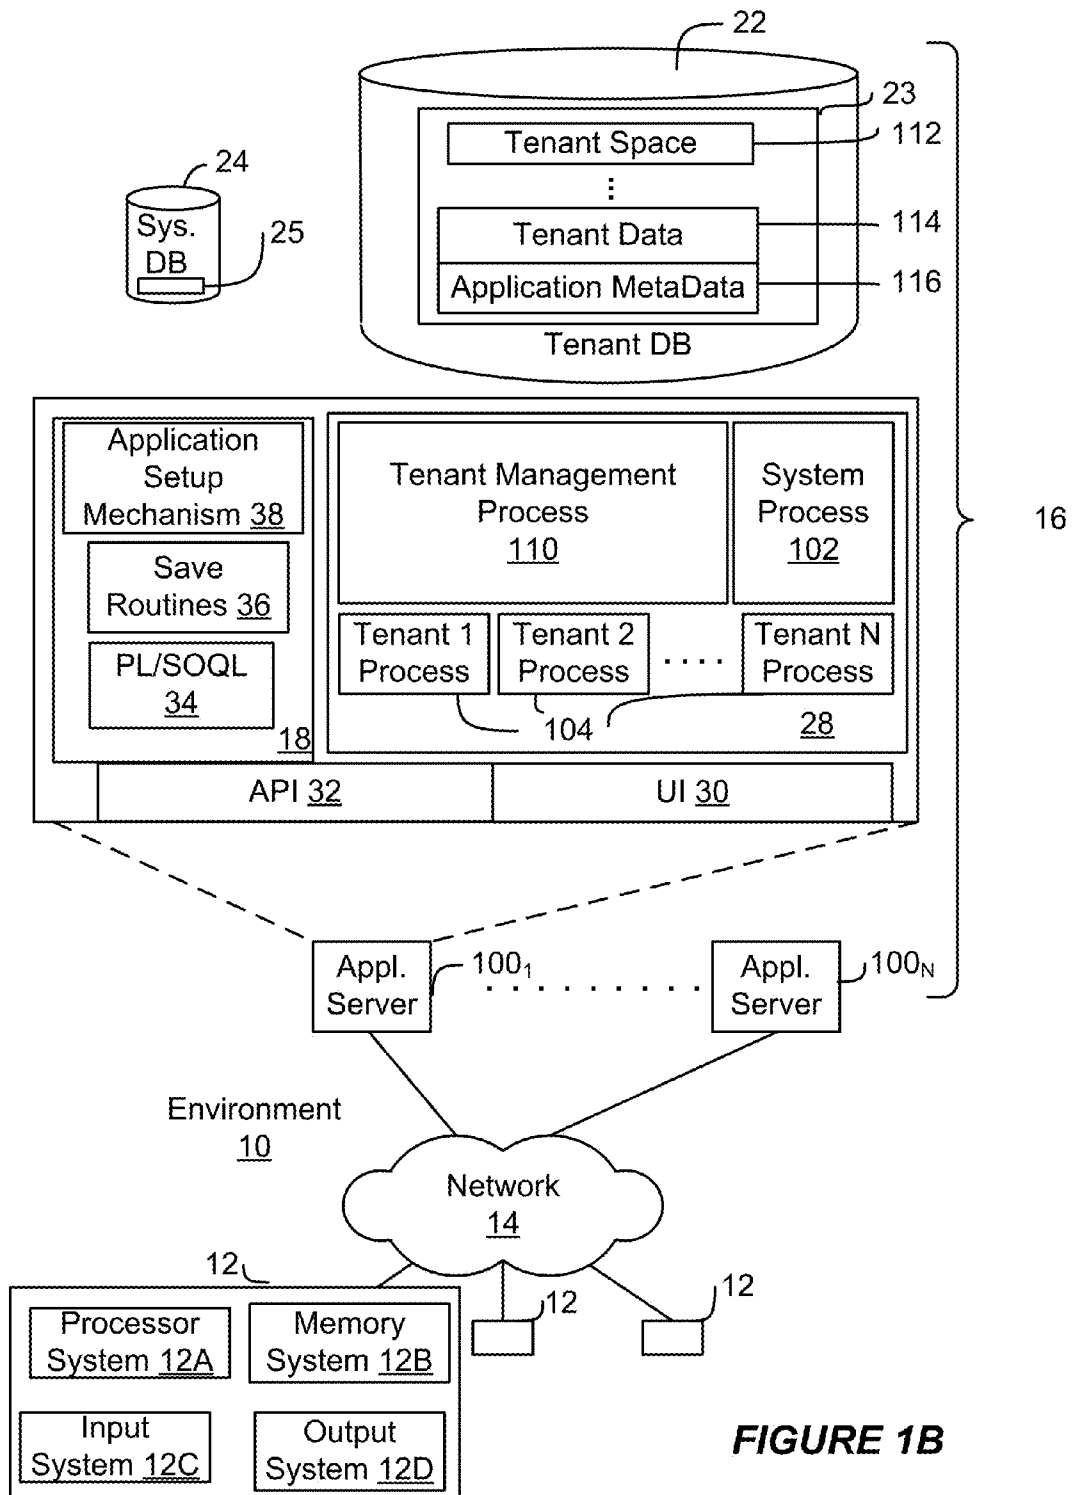 22
23
Tenant Space
112
24
Tenant Data
114
Sys.
DB
25
Application MetaData
116
Tenant DB
Application
Setup
Mechanism 38
Tenant Management
Process
110
System
Process
102
16
Save
Routines 36
Tenant 1
Process
Tenant 2
Process
Tenant N
Process
PL/SOQL
34
104
28
18
API 32
UI 30
Appl.
Server
100₁
Appl.
Server
100N
Environment
10
Network
14
12
12
12
Processor
System 12A
Memory
System 12B
Input
System 12C
Output
System 12D
FIGURE 1B